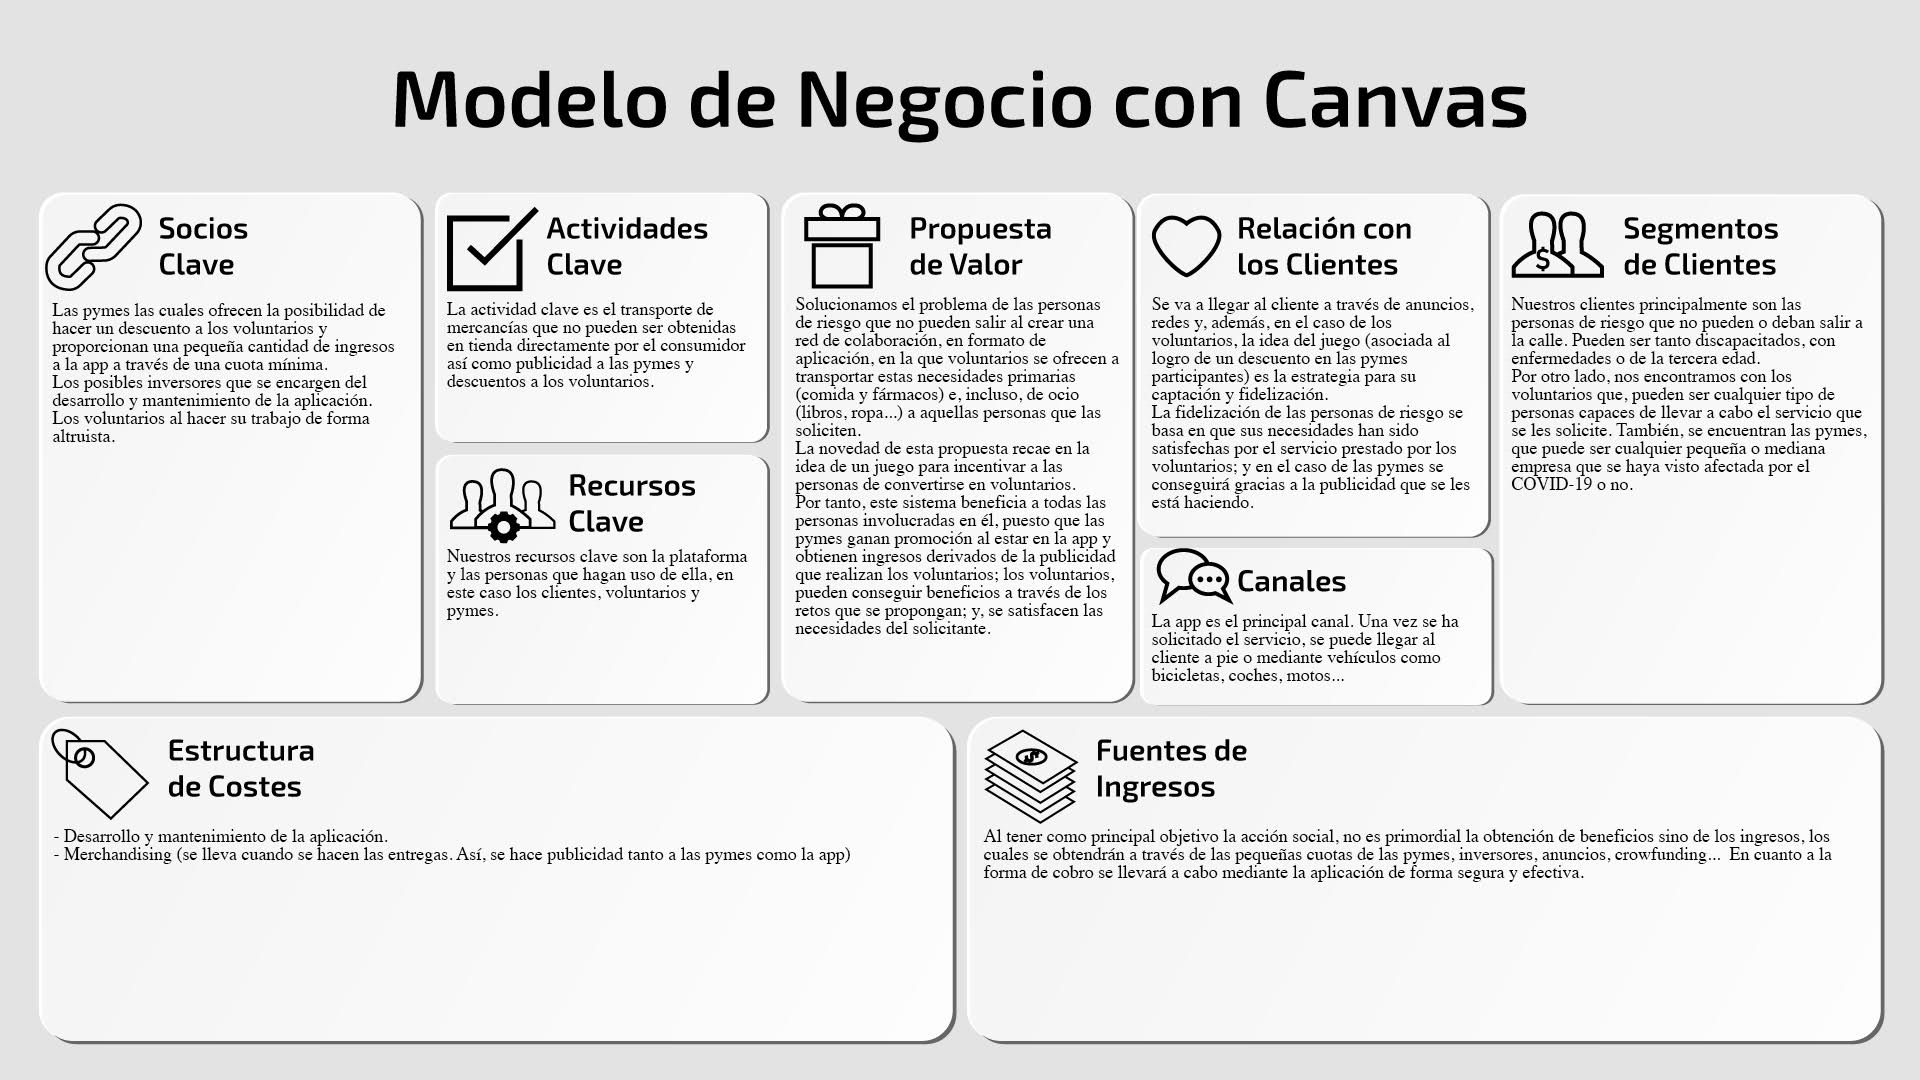 Modelo de Negocio con Canvas
Socios
Clave
Las pymes las cuales ofrecen la posibilidad de
hacer un descuento a los voluntarios y
proporcionan una pequeña cantidad de ingresos
a la app a través de una cuota mínima.
Los posibles inversores que se encargen del
desarrollo y mantenimiento de la aplicación.
Los voluntarios al hacer su trabajo de forma
altruista.
Actividades
Clave
La actividad clave es el transporte de
mercancías que no pueden ser obtenidas
en tienda directamente por el consumidor
así como publicidad a las pymes y
descuentos a los voluntarios.
Recursos
Clave
Nuestros recursos clave son la plataforma
y las personas que hagan uso de ella, en
este caso los clientes, voluntarios y
pymes.
Propuesta
de Valor
Solucionamos el problema de las personas
de riesgo que no pueden salir al crear una
red de colaboración, en formato de
aplicación, en la que voluntarios se ofrecen a
transportar estas necesidades primarias
(comida y fármacos) e, incluso, de ocio
(libros, ropa...) a aquellas personas que las
soliciten.
La novedad de esta propuesta recae en la
idea de un juego para incentivar a las
personas de convertirse en voluntarios.
Por tanto, este sistema beneficia a todas las
personas involucradas en él, puesto que las
pymes ganan promoción al estar en la app y
obtienen ingresos derivados de la publicidad
que realizan los voluntarios; los voluntarios,
pueden conseguir beneficios a través de los
retos que se propongan; y, se satisfacen las
necesidades del solicitante.
Relación con
los Clientes
Se va a llegar al cliente a través de anuncios,
redes y, además, en el caso de los
voluntarios, la idea del juego (asociada al
logro de un descuento en las pymes
participantes) es la estrategia para su
captación y fidelización.
La fidelización de las personas de riesgo se
basa en que sus necesidades han sido
satisfechas por el servicio prestado por los
voluntarios; y en el caso de las pymes se
conseguirá gracias a la publicidad que se les
está haciendo.
Canales
La app es el principal canal. Una vez se ha
solicitado el servicio, se puede llegar al
cliente a pie o mediante vehículos como
bicicletas, coches, motos...
Segmentos
de Clientes
$
Nuestros clientes principalmente son las
personas de riesgo que no pueden o deban salir a
la calle. Pueden ser tanto discapacitados, con
enfermedades o de la tercera edad.
Por otro lado, nos encontramos con los
voluntarios que, pueden ser cualquier tipo de
personas capaces de llevar a cabo el servicio que
se les solicite. También, se encuentran las pymes,
que puede ser cualquier pequeña o mediana
empresa que se haya visto afectada por el
COVID-19 o no.
Estructura
de Costes
- Desarrollo y mantenimiento de la aplicación.
- Merchandising (se lleva cuando se hacen las entregas. Así, se hace publicidad tanto a las pymes como la app)
Fuentes de
Ingresos
$
Al tener como principal objetivo la acción social, no es primordial la obtención de beneficios sino de los ingresos, los
cuales se obtendrán a través de las pequeñas cuotas de las pymes, inversores, anuncios, crowfunding... En cuanto a la
forma de cobro se llevará a cabo mediante la aplicación de forma segura y efectiva.